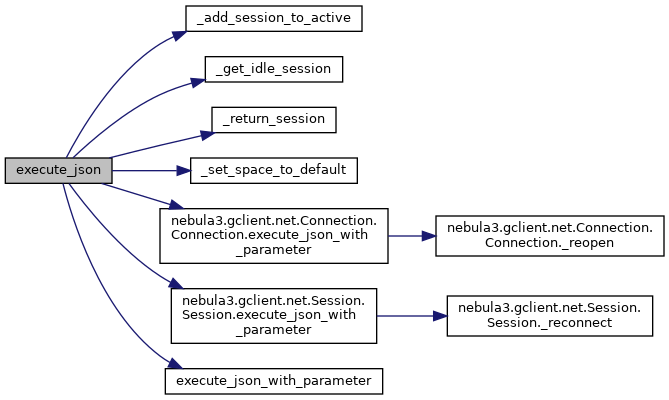 _add_session_to_active
_get_idle_session
_return_session
execute_json
_set_space_to_default
nebula3.gclient.net.Connection.
Connection.execute_json_with
_parameter
nebula3.gclient.net.Connection.
Connection._reopen
nebula3.gclient.net.Session.
Session.execute_json_with
_parameter
nebula3.gclient.net.Session.
Session._reconnect
execute_json_with_parameter